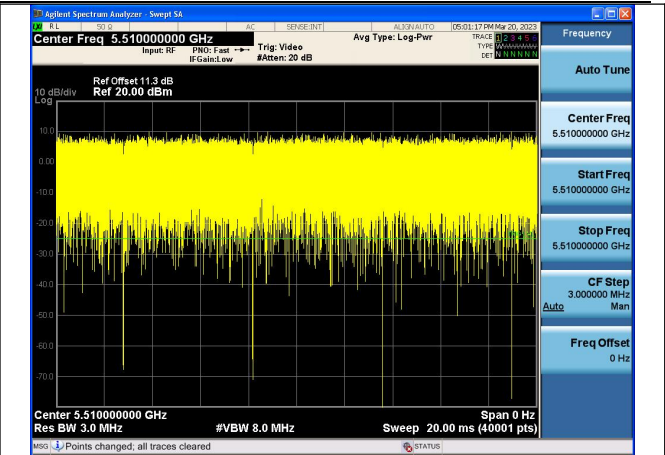 Agilent Spectrum Analyzer - Swept SA
RL 50 Ω AC SENSE:INT ALIGNAUTO 05:01:17 PM Mar 20, 2023
Center Freq 5.510000000 GHz
Input: RF PNO: Fast Trig: Video Avg Type: Log-Pwr TRACE 1 2 3 4 5 6
IFGain:Low #Atten: 20 dB TYPE
DET N N N N N N
Ref Offset 11.3 dB
10 dB/div Ref 20.00 dBm
Log
10.0
0.00
-10.0
-20.0
-30.0
-40.0
-50.0
-60.0
-70.0
Center 5.510000000 GHz Span 0 Hz
Res BW 3.0 MHz #VBW 8.0 MHz Sweep 20.00 ms (40001 pts)
MSG Points changed; all traces cleared STATUS
Frequency
Auto Tune
Center Freq
5.510000000 GHz
Start Freq
5.510000000 GHz
Stop Freq
5.510000000 GHz
CF Step
3.000000 MHz
Auto Man
Freq Offset
0 Hz